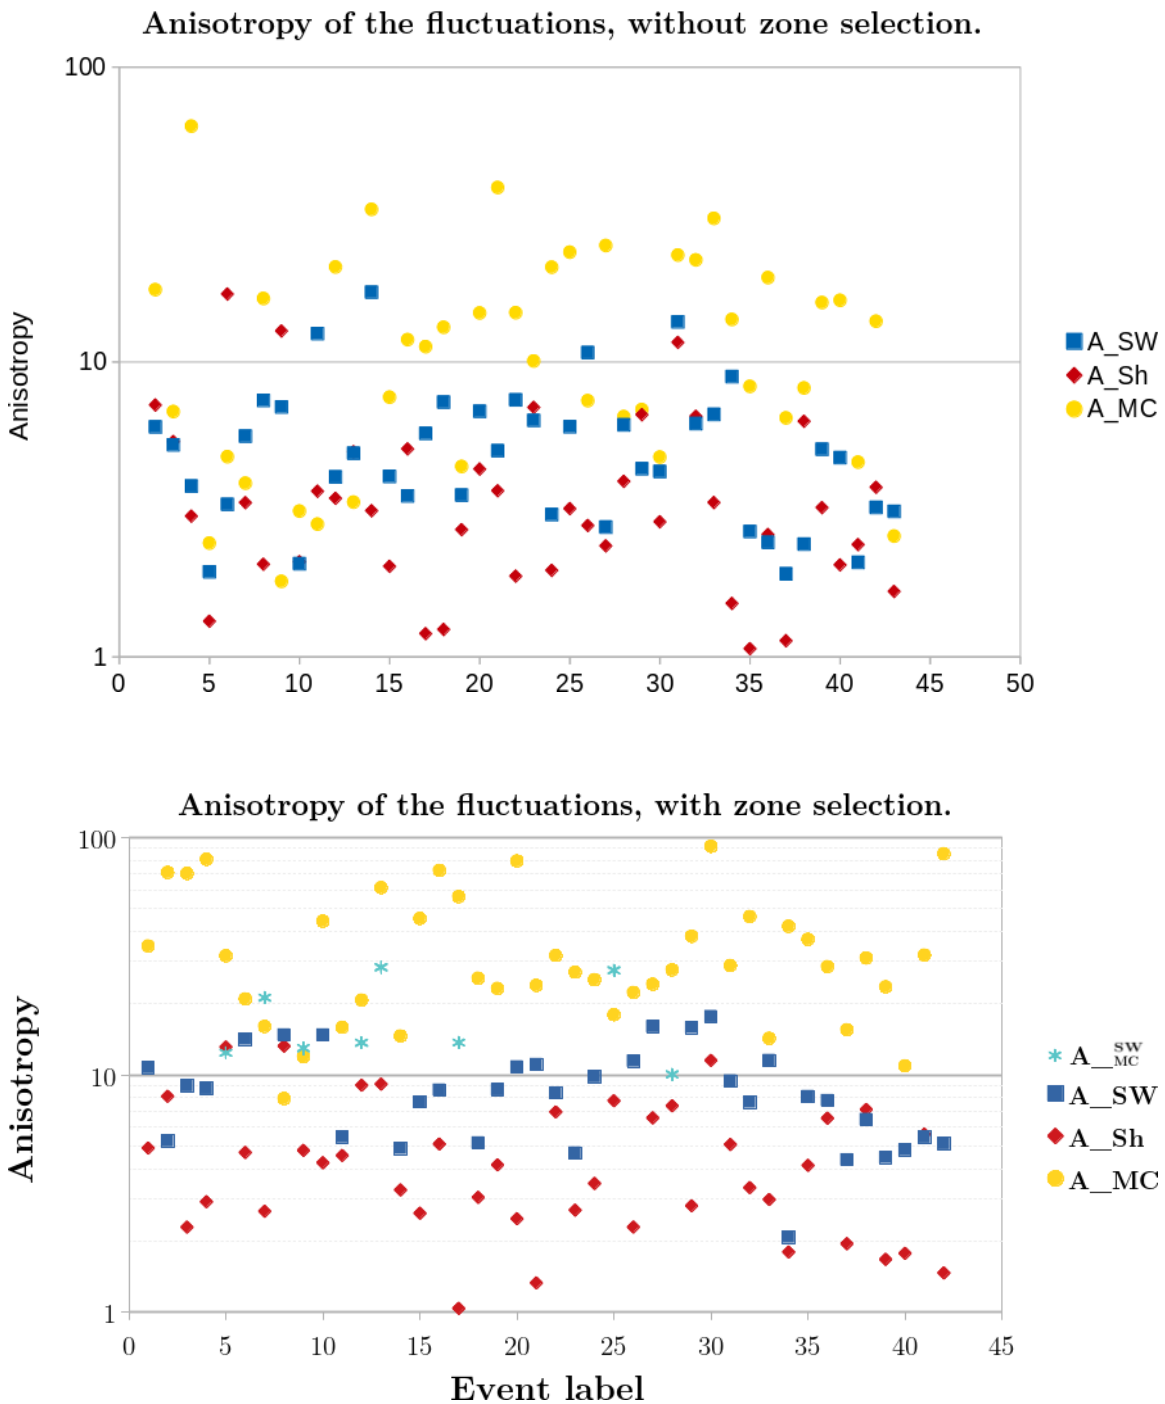 Anisotropy of the fluctuations, without zone selection.
100
10
1
Anisotropy
0 5 10 15 20 25 30 35 40 45 50
A_SW
A_Sh
A_MC
Anisotropy of the fluctuations, with zone selection.
100
10
1
Anisotropy
0 5 10 15 20 25 30 35 40 45
Event label
A_SW MC
A_SW
A_Sh
A_MC